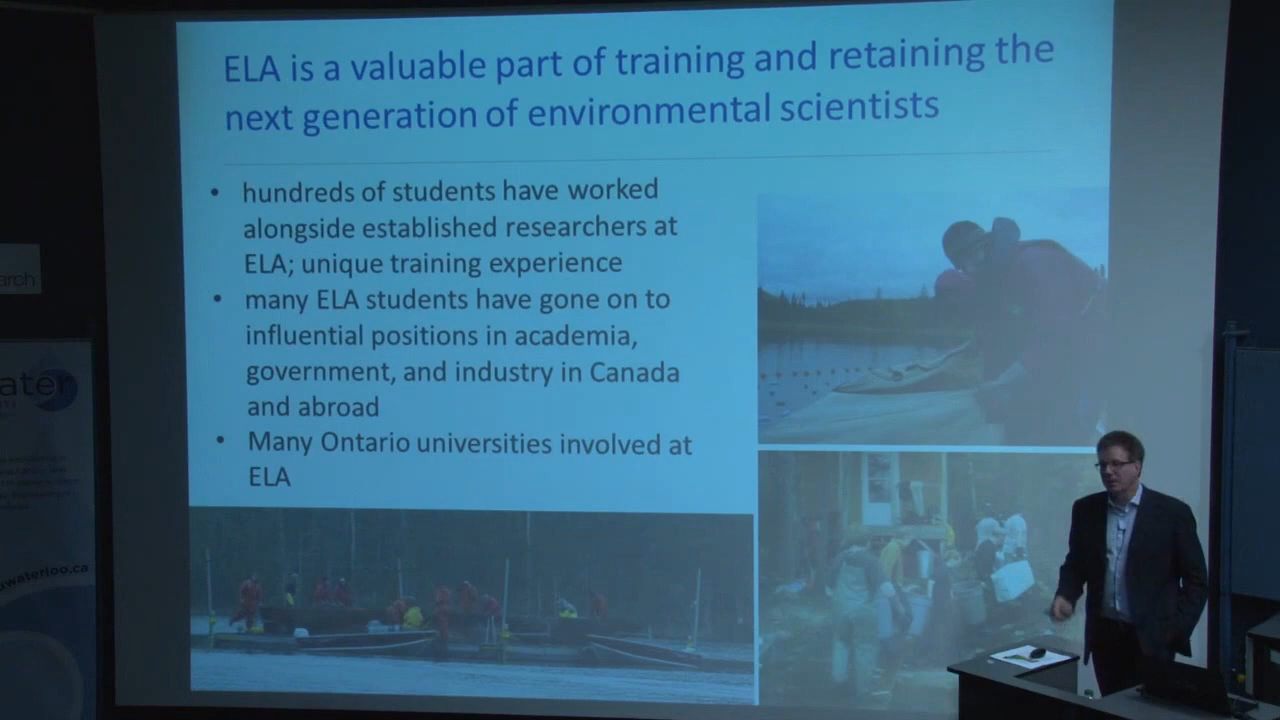 ELA is a valuable part of training and retaining the
next generation of environmental scientists
• hundreds of students have worked
alongside established researchers at
ELA; unique training experience
• many ELA students have gone on to
influential positions in academia,
government, and industry in Canada
and abroad
• Many Ontario universities involved at
ELA
arch
ater
uwaterloo.ca